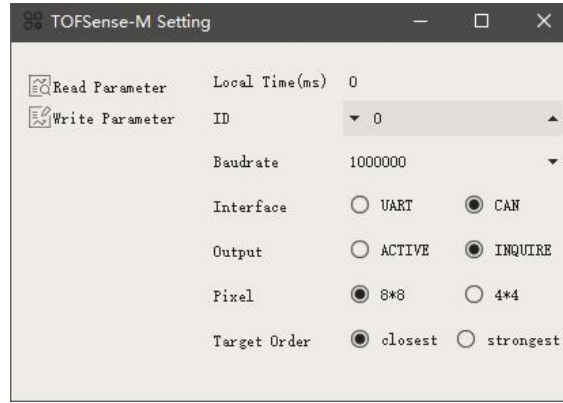 TOFSense-M Setting
Read Parameter
Write Parameter
Local Time(ms) 0
ID 0
Baudrate 1000000
Interface UART CAN
Output ACTIVE INQUIRE
Pixel 8*8 4*4
Target Order closest strongest